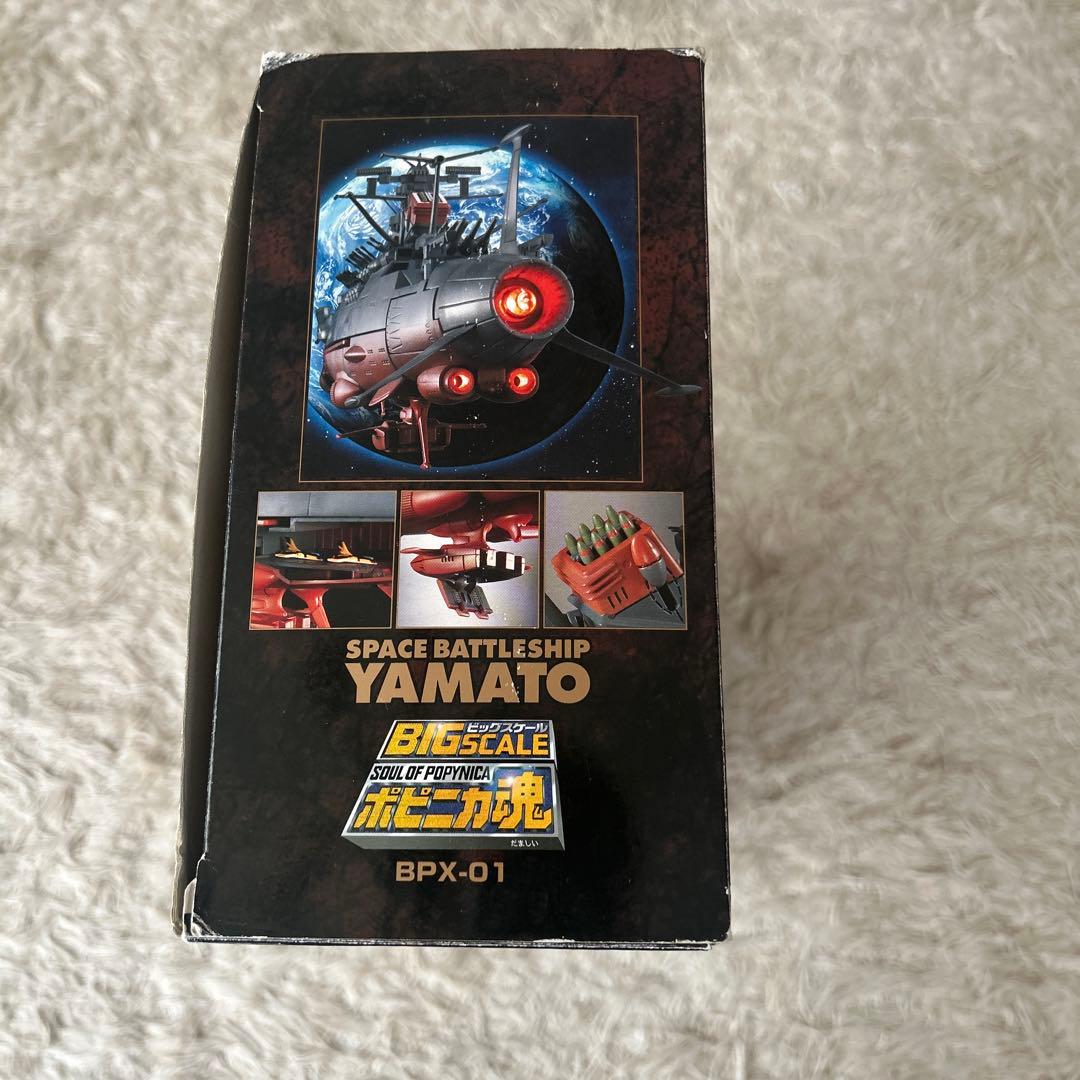 SPACE BATTLESHIP
YAMATO
ビッグスケール
BIG SCALE
SOUL OF POPYNICA
ポピニカ魂
だましい
BPX-01